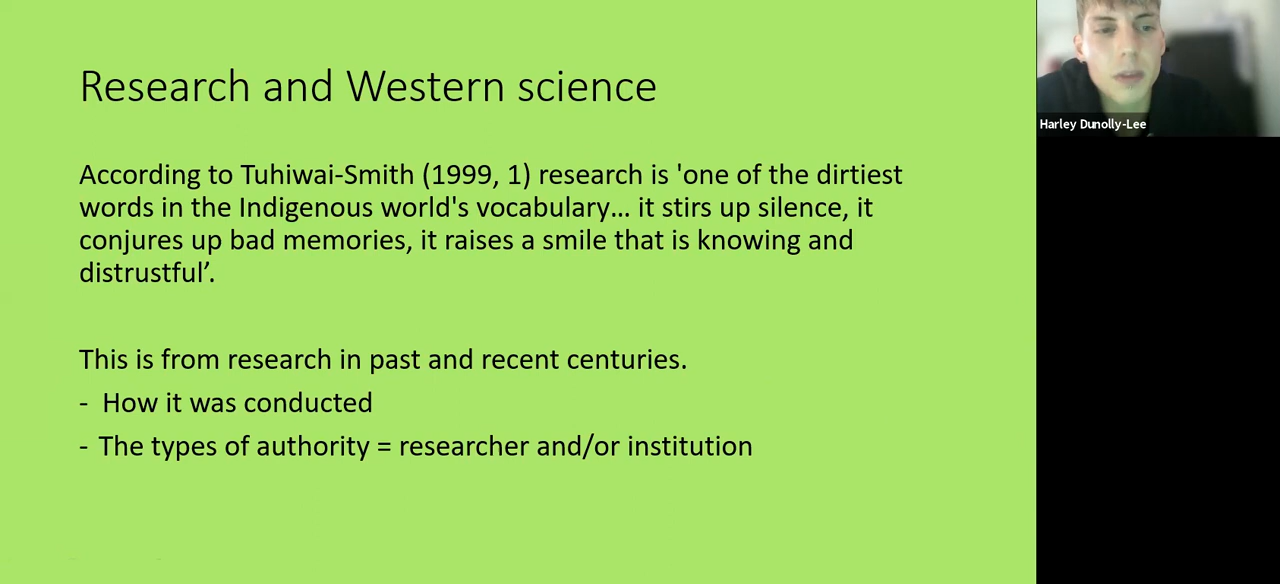 Research and Western science
According to Tuhiwai-Smith (1999, 1) research is 'one of the dirtiest
words in the Indigenous world's vocabulary... it stirs up silence, it
conjures up bad memories, it raises a smile that is knowing and
distrustful’.
This is from research in past and recent centuries.
- How it was conducted
- The types of authority = researcher and/or institution
Harley Dunolly-Lee